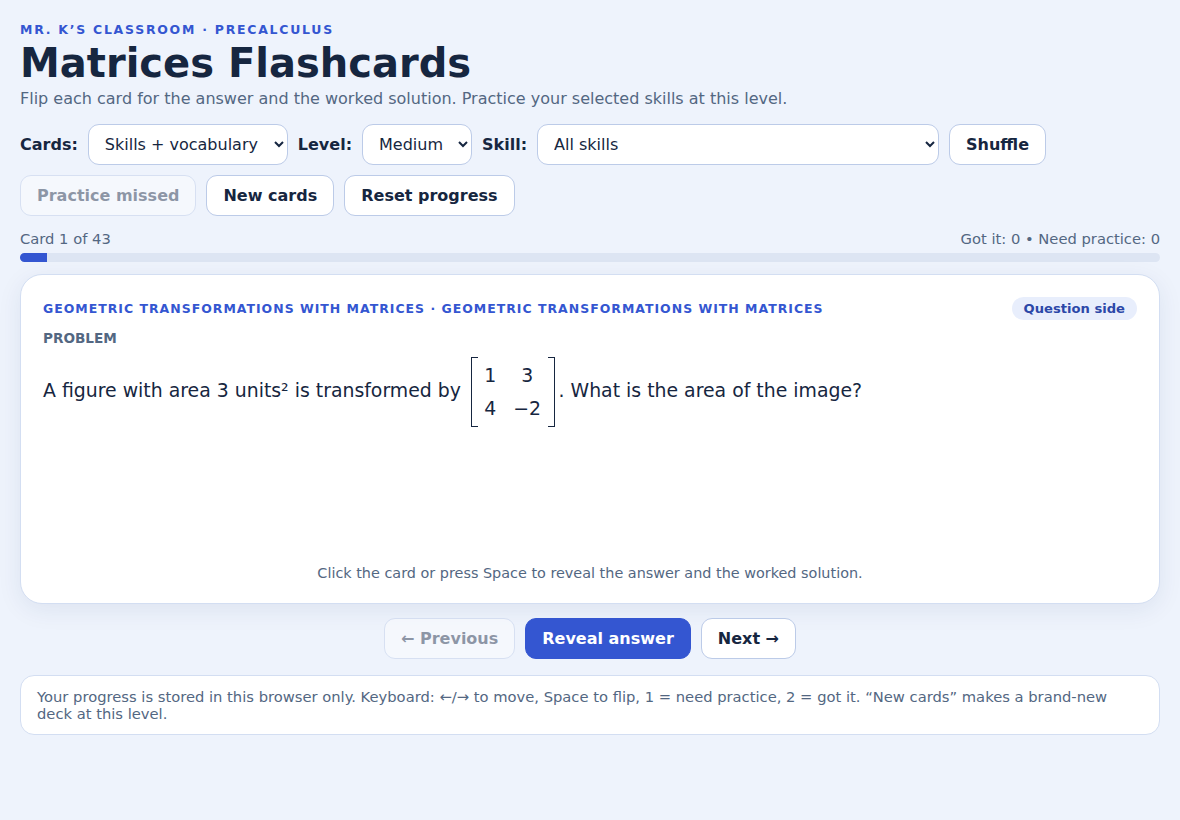 MR. K’S CLASSROOM · PRECALCULUS
Matrices Flashcards
Flip each card for the answer and the worked solution. Practice your selected skills at this level.
Cards: Skills + vocabulary Level: Medium Skill: All skills Shuffle
Practice missed New cards Reset progress
Card 1 of 43 Got it: 0 • Need practice: 0
GEOMETRIC TRANSFORMATIONS WITH MATRICES · GEOMETRIC TRANSFORMATIONS WITH MATRICES Question side
PROBLEM
A figure with area 3 units² is transformed by [1 3; 4 −2]. What is the area of the image?
Click the card or press Space to reveal the answer and the worked solution.
← Previous Reveal answer Next →
Your progress is stored in this browser only. Keyboard: ←/→ to move, Space to flip, 1 = need practice, 2 = got it. “New cards” makes a brand-new
deck at this level.